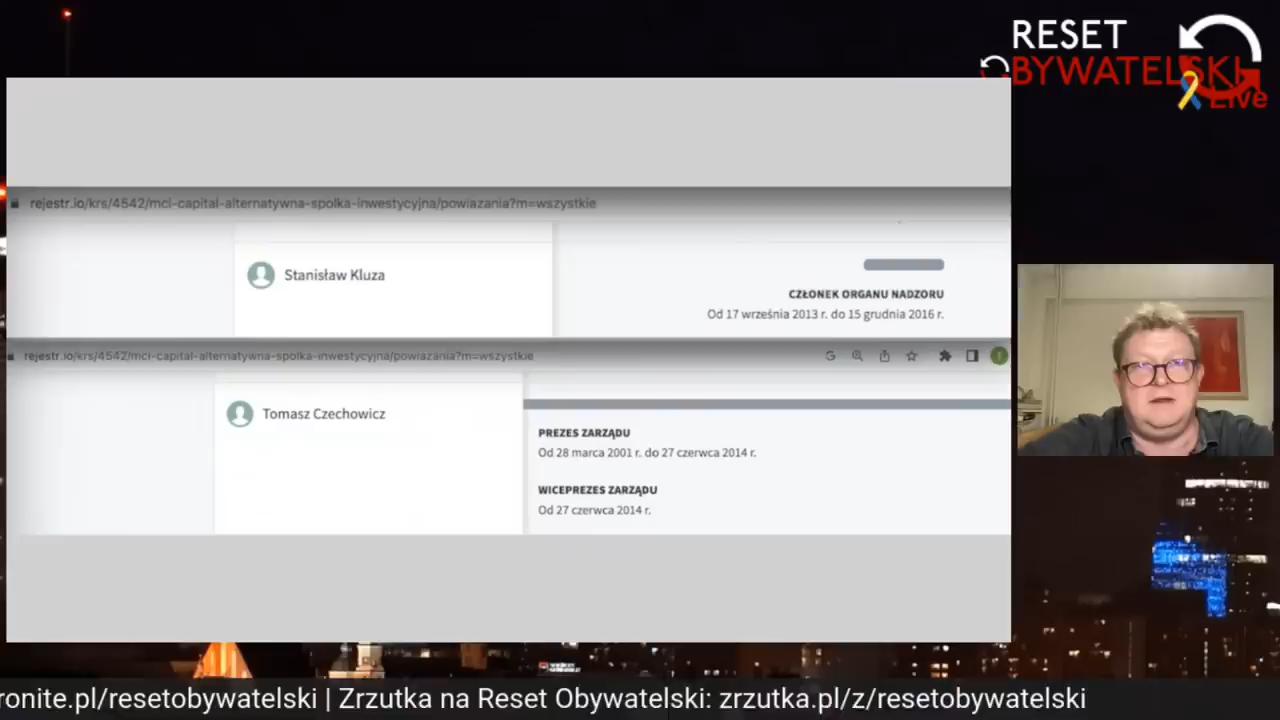 RESET
OBYWATELSKI
Live
rejestr.io/krs/4542/mci-capital-alternatywna-spolka-inwestycyjna/powiazania?m=wszystkie
Stanisław Kluza
CZŁONEK ORGANU NADZORU
Od 17 września 2013 r. do 15 grudnia 2016 r.
rejestr.io/krs/4542/mci-capital-alternatywna-spolka-inwestycyjna/powiazania?m=wszystkie
Tomasz Czechowicz
PREZES ZARZĄDU
Od 28 marca 2001 r. do 27 czerwca 2014 r.
WICEPREZES ZARZĄDU
Od 27 czerwca 2014 r.
ronite.pl/resetobywatelski | Zrzutka na Reset Obywatelski: zrzutka.pl/z/resetobywatelski